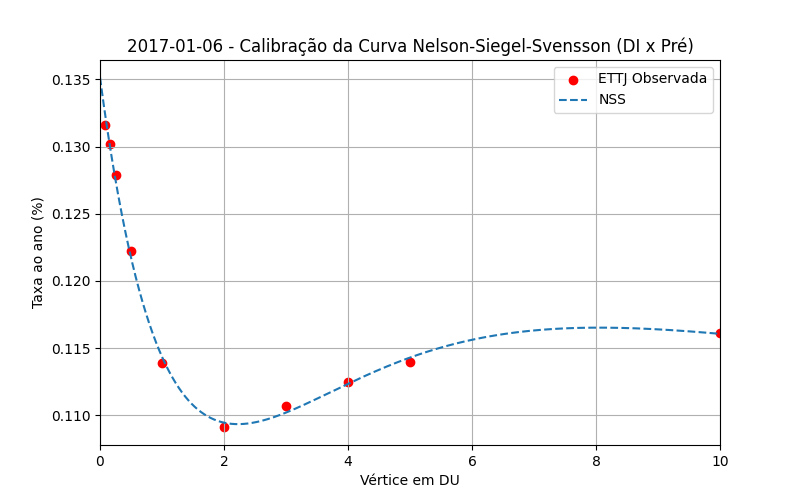 2017-01-06 - Calibração da Curva Nelson-Siegel-Svensson (DI x Pré)
ETTJ Observada
NSS
Taxa ao ano (%)
0.135
0.130
0.125
0.120
0.115
0.110
0 2 4 6 8 10
Vértice em DU